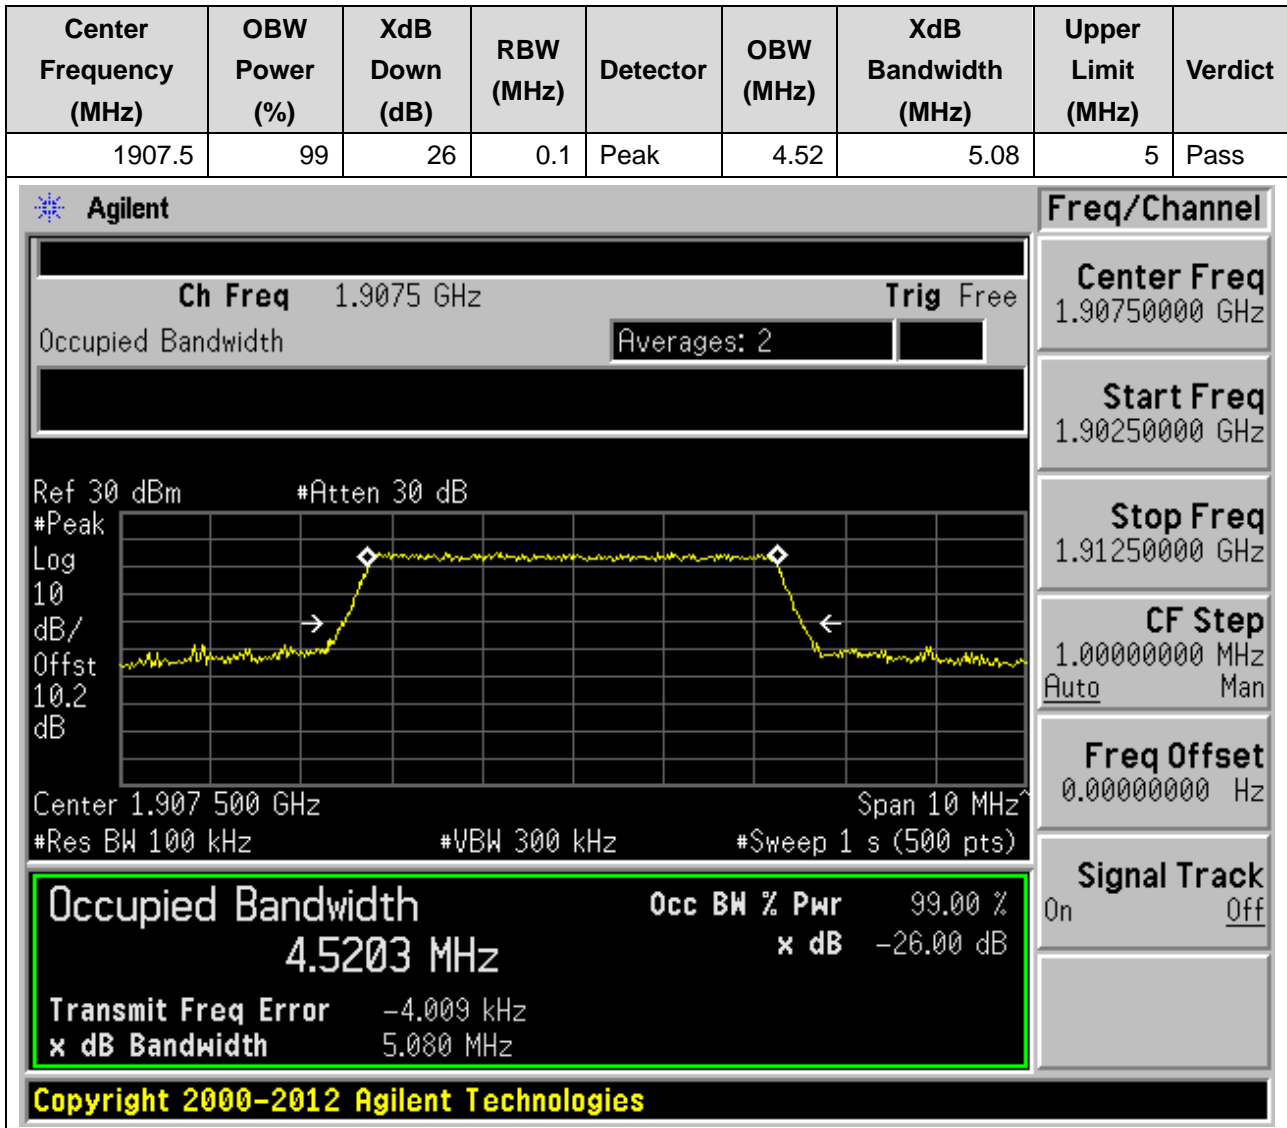 Center Frequency (MHz) OBW Power (%) XdB Down (dB) RBW (MHz) Detector OBW (MHz) XdB Bandwidth (MHz) Upper Limit (MHz) Verdict
1907.5 99 26 0.1 Peak 4.52 5.08 5 Pass
Agilent
Ch Freq 1.9075 GHz Trig Free
Occupied Bandwidth Averages: 2
Ref 30 dBm #Atten 30 dB
#Peak
Log
10
dB/
Offst
10.2
dB
Center 1.907 500 GHz Span 10 MHz^
#Res BW 100 kHz #VBW 300 kHz #Sweep 1 s (500 pts)
Occupied Bandwidth Occ BW % Pwr 99.00 %
4.5203 MHz x dB -26.00 dB
Transmit Freq Error -4.009 kHz
x dB Bandwidth 5.080 MHz
Copyright 2000-2012 Agilent Technologies
Freq/Channel
Center Freq
1.90750000 GHz
Start Freq
1.90250000 GHz
Stop Freq
1.91250000 GHz
CF Step
1.00000000 MHz
Auto Man
Freq Offset
0.00000000 Hz
Signal Track
On Off